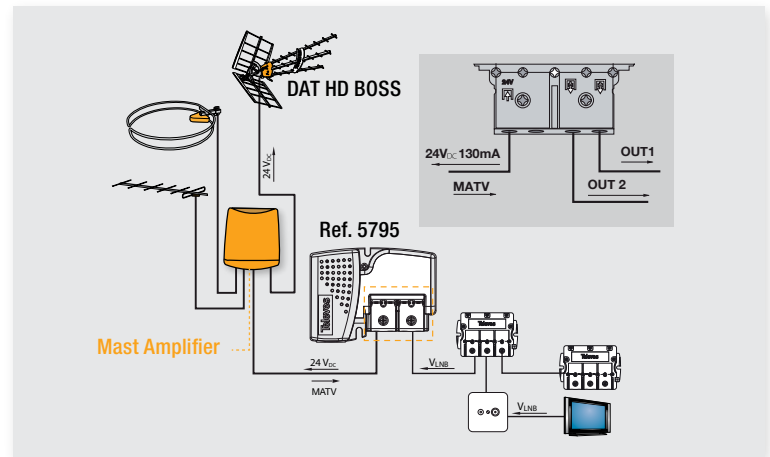 DAT HD BOSS
24V
24 VDC
24VDC 130mA
OUT1
MATV
OUT 2
Ref. 5795
Televes
Televes
Televes
Mast Amplifier
24 VDC
MATV
VLNB
VLNB